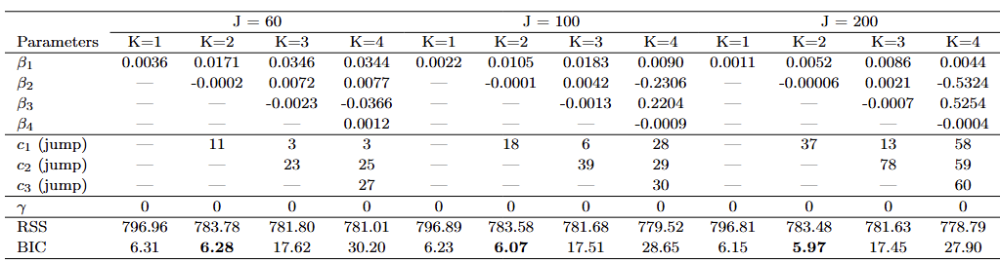 J = 60 J = 100 J = 200
Parameters K=1 K=2 K=3 K=4 K=1 K=2 K=3 K=4 K=1 K=2 K=3 K=4
β1 0.0036 0.0171 0.0346 0.0344 0.0022 0.0105 0.0183 0.0090 0.0011 0.0052 0.0086 0.0044
β2 — -0.0002 0.0072 0.0077 — -0.0001 0.0042 -0.2306 — -0.00006 0.0021 -0.5324
β3 — — -0.0023 -0.0366 — — -0.0013 0.2204 — — -0.0007 0.5254
β4 — — — 0.0012 — — — -0.0009 — — — -0.0004
c1 (jump) — 11 3 3 — 18 6 28 — 37 13 58
c2 (jump) — — 23 25 — — 39 29 — — 78 59
c3 (jump) — — — 27 — — — 30 — — — 60
γ 0 0 0 0 0 0 0 0 0 0 0 0
RSS 796.96 783.78 781.80 781.01 796.89 783.58 781.68 779.52 796.81 783.48 781.63 778.79
BIC 6.31 6.28 17.62 30.20 6.23 6.07 17.51 28.65 6.15 5.97 17.45 27.90